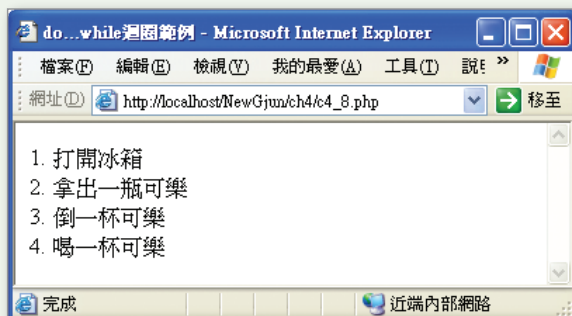 do...while迴圈範例 - Microsoft Internet Explorer
檔案(F) 編輯(E) 檢視(V) 我的最愛(A) 工具(T) 說 »
網址(D) http://localhost/NewGjun/ch4/c4_8.php 移至
1. 打開冰箱
2. 拿出一瓶可樂
3. 倒一杯可樂
4. 喝一杯可樂
完成 近端內部網路